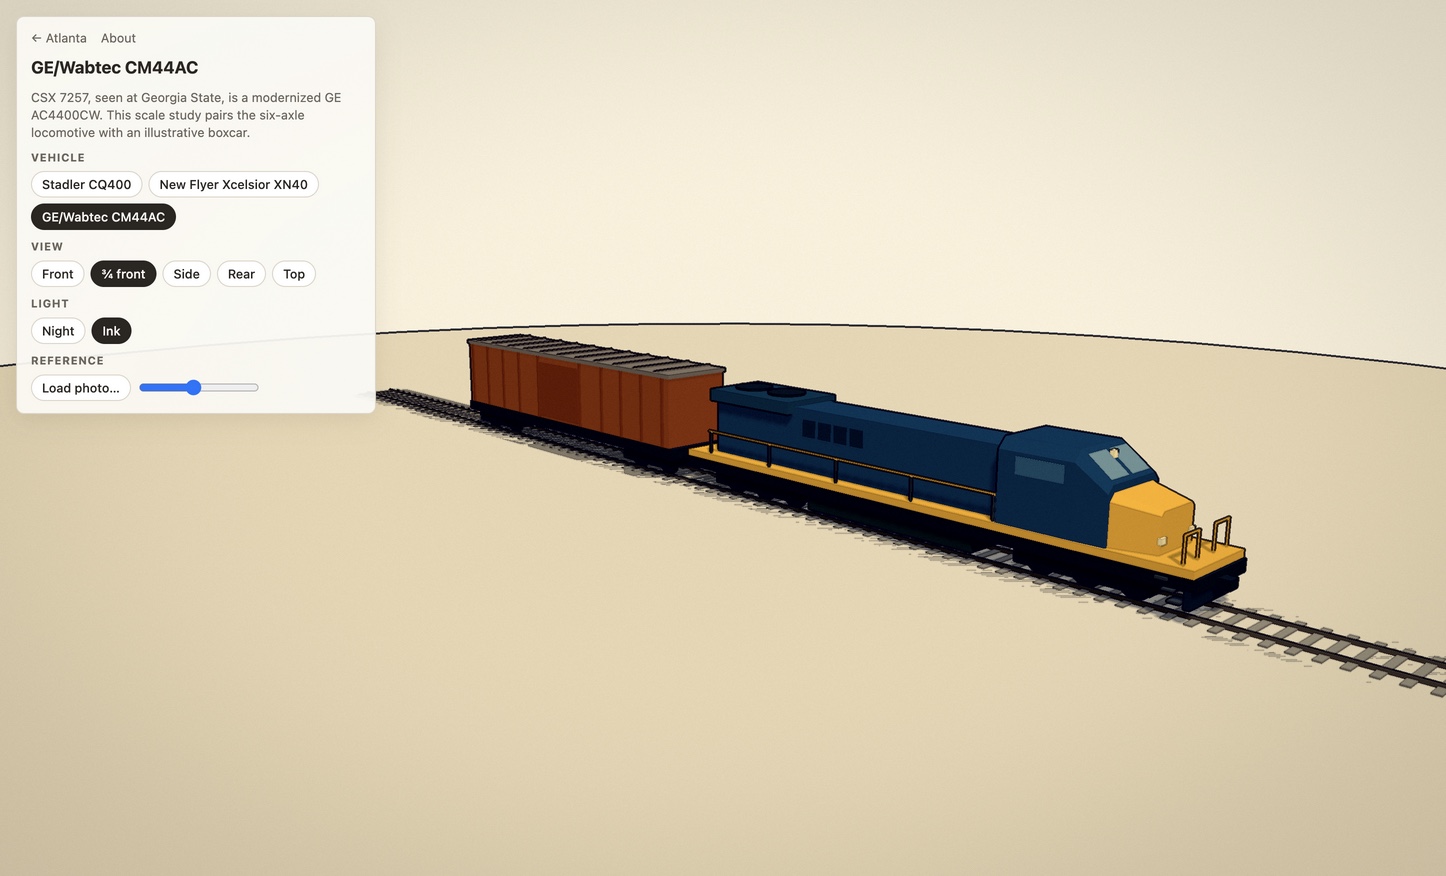 ← Atlanta About
GE/Wabtec CM44AC
CSX 7257, seen at Georgia State, is a modernized GE
AC4400CW. This scale study pairs the six-axle
locomotive with an illustrative boxcar.
VEHICLE
Stadler CQ400 New Flyer Xcelsior XN40
GE/Wabtec CM44AC
VIEW
Front ¾ front Side Rear Top
LIGHT
Night Ink
REFERENCE
Load photo...